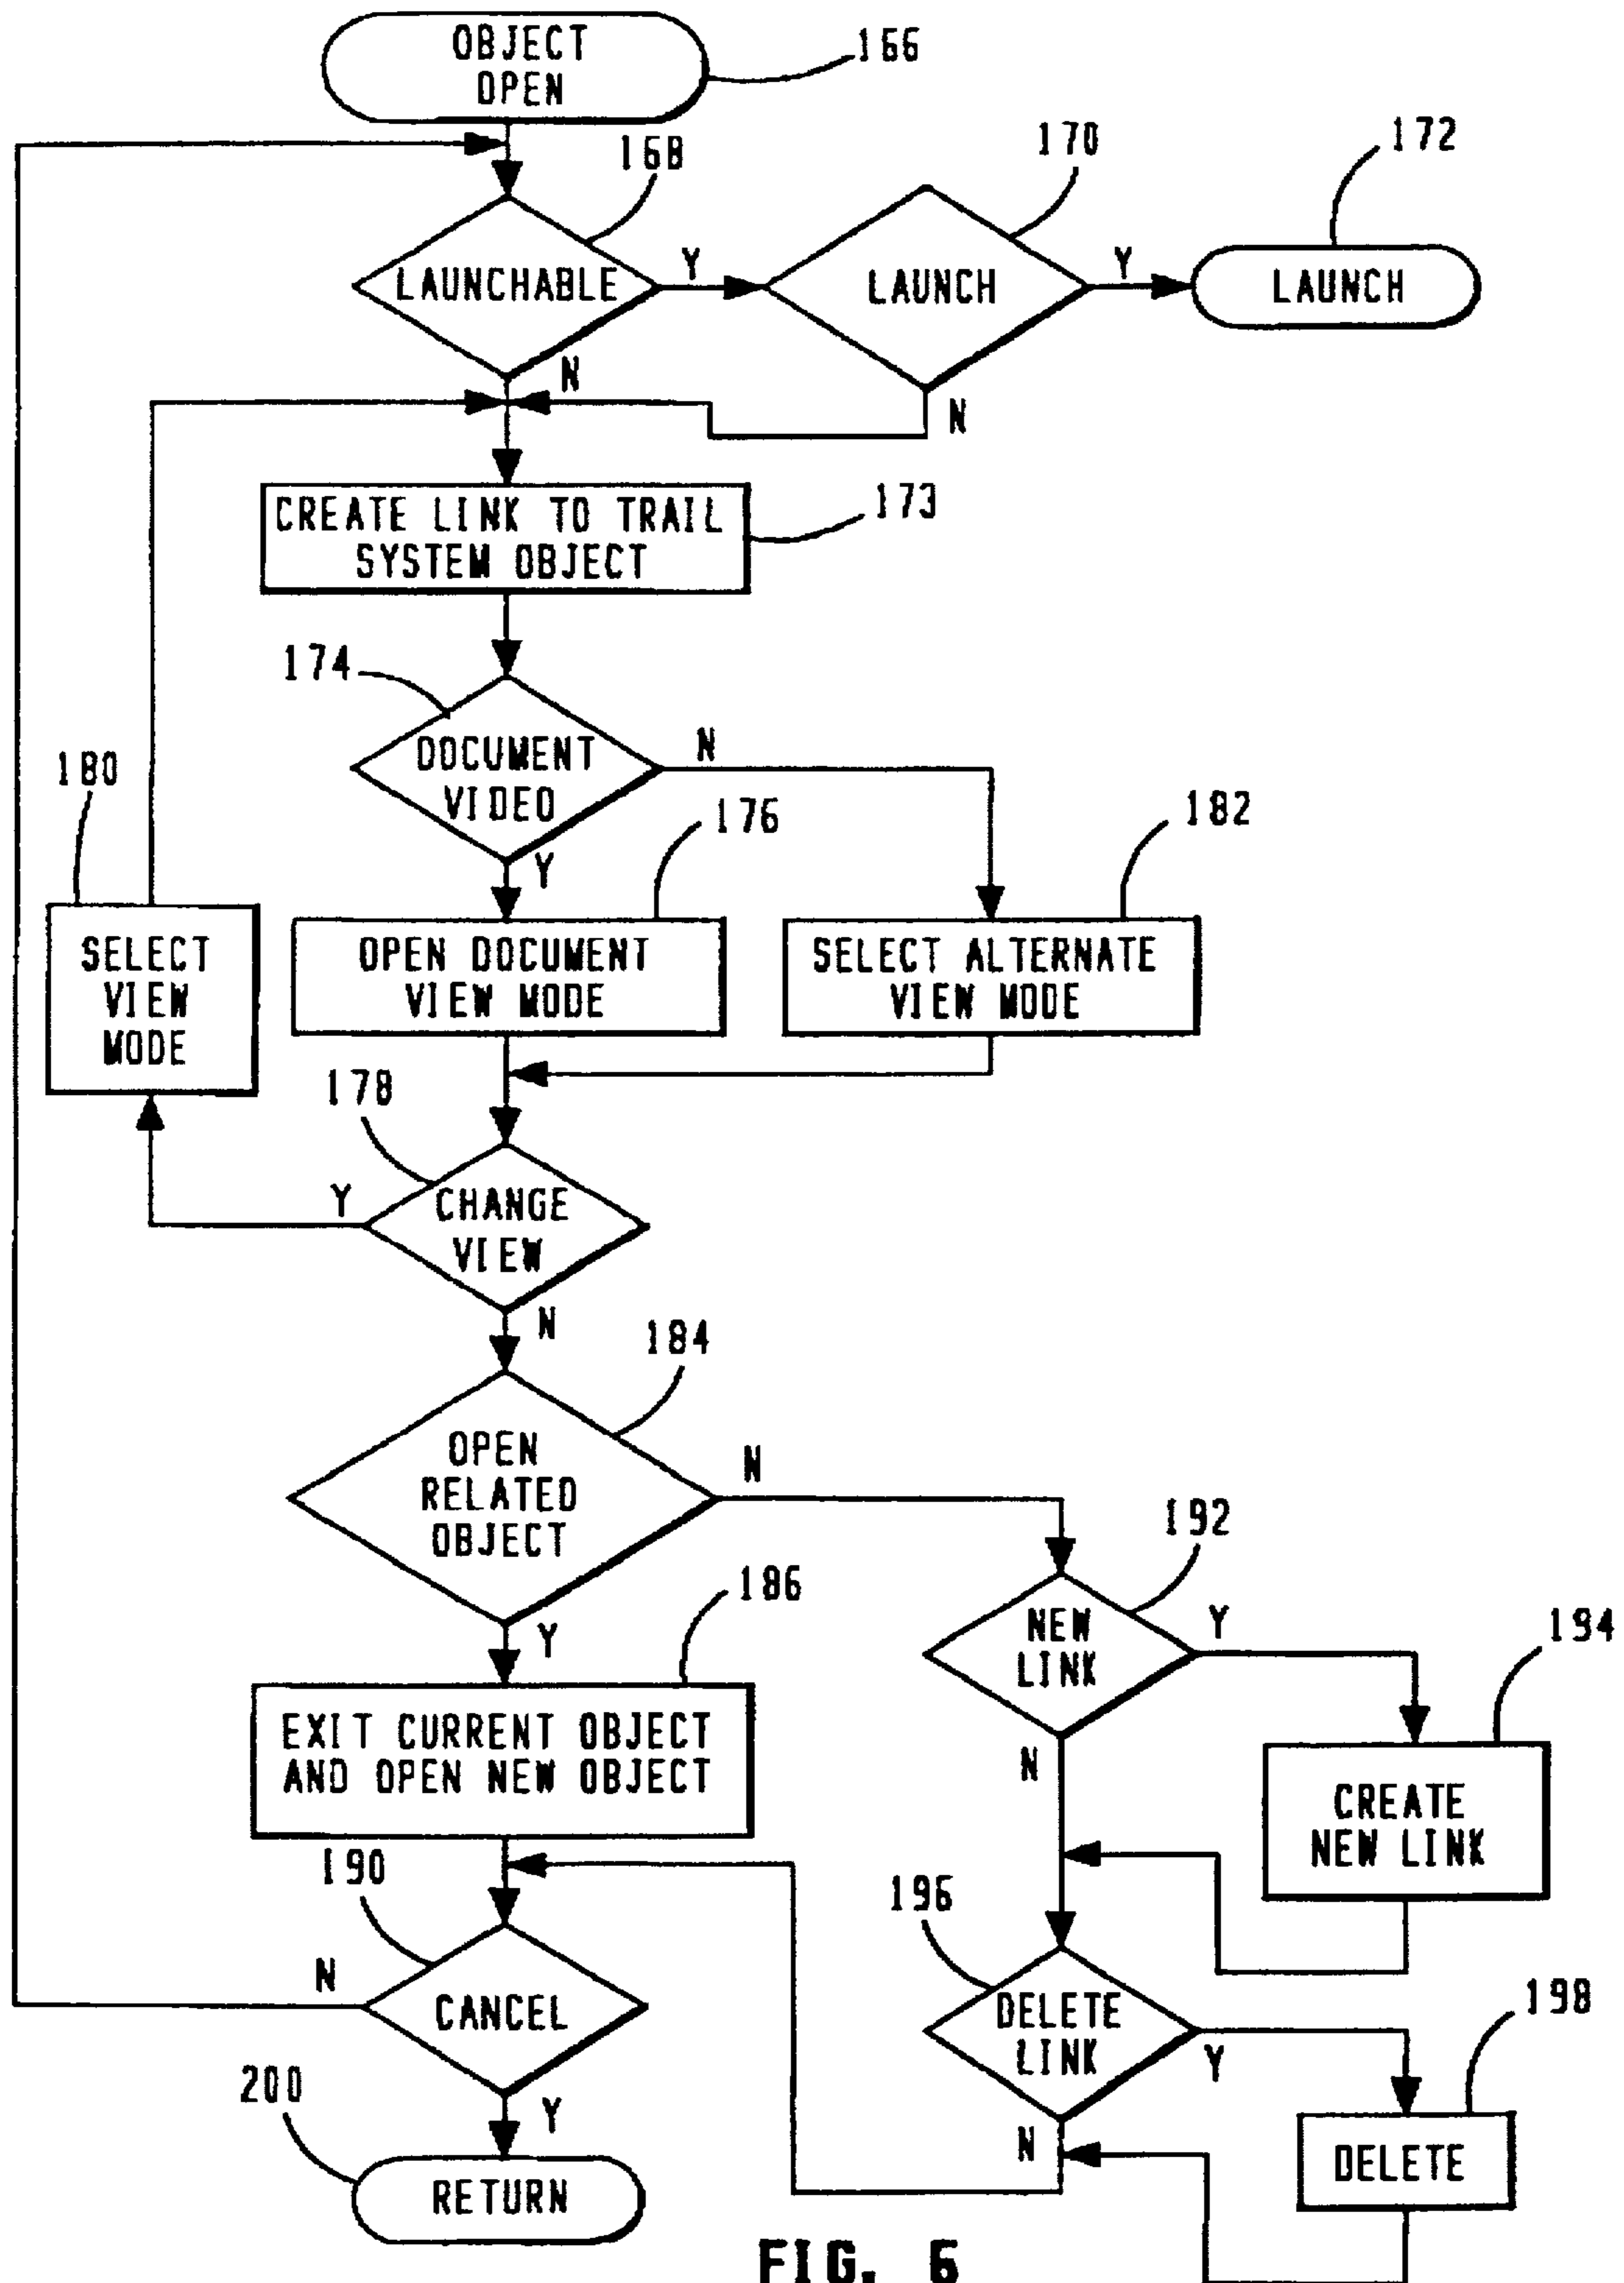 OBJECT
OPEN
166
168
170
172
LAUNCHABLE
Y
LAUNCH
Y
LAUNCH
N
N
CREATE LINK TO TRAIL
SYSTEM OBJECT
173
174
DOCUMENT
VIDEO
N
Y
180
176
182
SELECT
VIEW
MODE
OPEN DOCUMENT
VIEW MODE
SELECT ALTERNATE
VIEW MODE
178
Y
CHANGE
VIEW
N
184
OPEN
RELATED
OBJECT
N
Y
192
186
NEW
LINK
Y
194
EXIT CURRENT OBJECT
AND OPEN NEW OBJECT
N
CREATE
NEW LINK
190
196
N
CANCEL
DELETE
LINK
Y
198
200
Y
N
DELETE
RETURN
FIG. 6